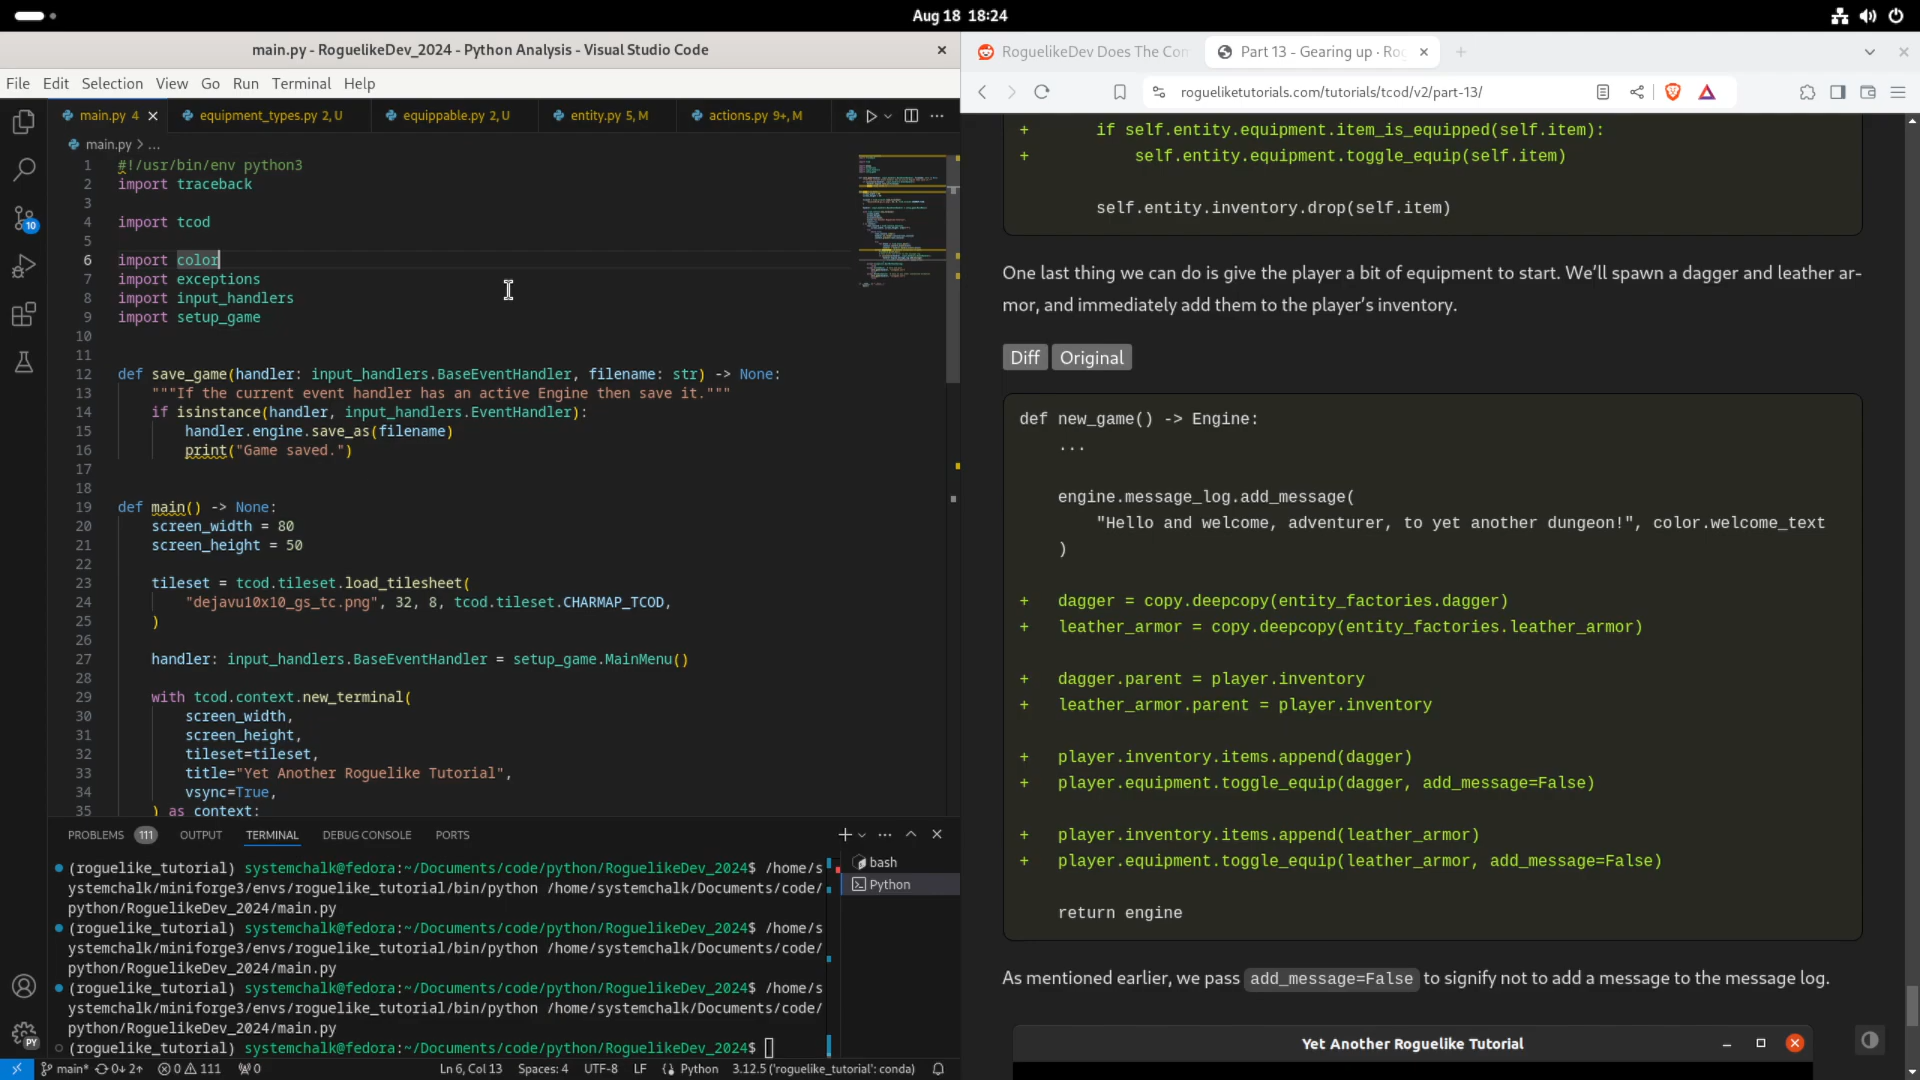 Aug 18 18:24
main.py - RoguelikeDev_2024 - Python Analysis - Visual Studio Code
File Edit Selection View Go Run Terminal Help
main.py 4
equipment_types.py 2, U
equippable.py 2, U
entity.py 5, M
actions.py 9+, M
main.py > ...
1 #!/usr/bin/env python3
2 import traceback
3
4 import tcod
5
6 import color
7 import exceptions
8 import input_handlers
9 import setup_game
10
11
12 def save_game(handler: input_handlers.BaseEventHandler, filename: str) -> None:
13 """If the current event handler has an active Engine then save it."""
14 if isinstance(handler, input_handlers.EventHandler):
15 handler.engine.save_as(filename)
16 print("Game saved.")
17
18
19 def main() -> None:
20 screen_width = 80
21 screen_height = 50
22
23 tileset = tcod.tileset.load_tilesheet(
24 "dejavu10x10_gs_tc.png", 32, 8, tcod.tileset.CHARMAP_TCOD,
25 )
26
27 handler: input_handlers.BaseEventHandler = setup_game.MainMenu()
28
29 with tcod.context.new_terminal(
30 screen_width,
31 screen_height,
32 tileset=tileset,
33 title="Yet Another Roguelike Tutorial",
34 vsync=True,
35 ) as context:
10
PY
PROBLEMS 111 OUTPUT TERMINAL DEBUG CONSOLE PORTS
bash
Python
(roguelike_tutorial) systemchalk@fedora:~/Documents/code/python/RoguelikeDev_2024$ /home/s
ystemchalk/miniforge3/envs/roguelike_tutorial/bin/python /home/systemchalk/Documents/code/
python/RoguelikeDev_2024/main.py
(roguelike_tutorial) systemchalk@fedora:~/Documents/code/python/RoguelikeDev_2024$ /home/s
ystemchalk/miniforge3/envs/roguelike_tutorial/bin/python /home/systemchalk/Documents/code/
python/RoguelikeDev_2024/main.py
(roguelike_tutorial) systemchalk@fedora:~/Documents/code/python/RoguelikeDev_2024$ /home/s
ystemchalk/miniforge3/envs/roguelike_tutorial/bin/python /home/systemchalk/Documents/code/
python/RoguelikeDev_2024/main.py
(roguelike_tutorial) systemchalk@fedora:~/Documents/code/python/RoguelikeDev_2024$
main* 0↓ 2↑ 0 111 0 Ln 6, Col 13 Spaces: 4 UTF-8 LF Python 3.12.5 ('roguelike_tutorial': conda)
RoguelikeDev Does The Com
Part 13 - Gearing up · Rog
rogueliketutorials.com/tutorials/tcod/v2/part-13/
+ if self.entity.equipment.item_is_equipped(self.item):
+ self.entity.equipment.toggle_equip(self.item)
self.entity.inventory.drop(self.item)
One last thing we can do is give the player a bit of equipment to start. We’ll spawn a dagger and leather ar-
mor, and immediately add them to the player’s inventory.
Diff Original
def new_game() -> Engine:
...
engine.message_log.add_message(
"Hello and welcome, adventurer, to yet another dungeon!", color.welcome_text
)
+ dagger = copy.deepcopy(entity_factories.dagger)
+ leather_armor = copy.deepcopy(entity_factories.leather_armor)
+ dagger.parent = player.inventory
+ leather_armor.parent = player.inventory
+ player.inventory.items.append(dagger)
+ player.equipment.toggle_equip(dagger, add_message=False)
+ player.inventory.items.append(leather_armor)
+ player.equipment.toggle_equip(leather_armor, add_message=False)
return engine
As mentioned earlier, we pass add_message=False to signify not to add a message to the message log.
Yet Another Roguelike Tutorial